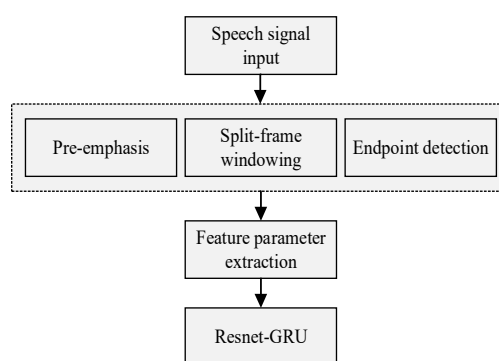 Speech signal
input
Pre-emphasis
Split-frame
windowing
Endpoint detection
Feature parameter
extraction
Resnet-GRU